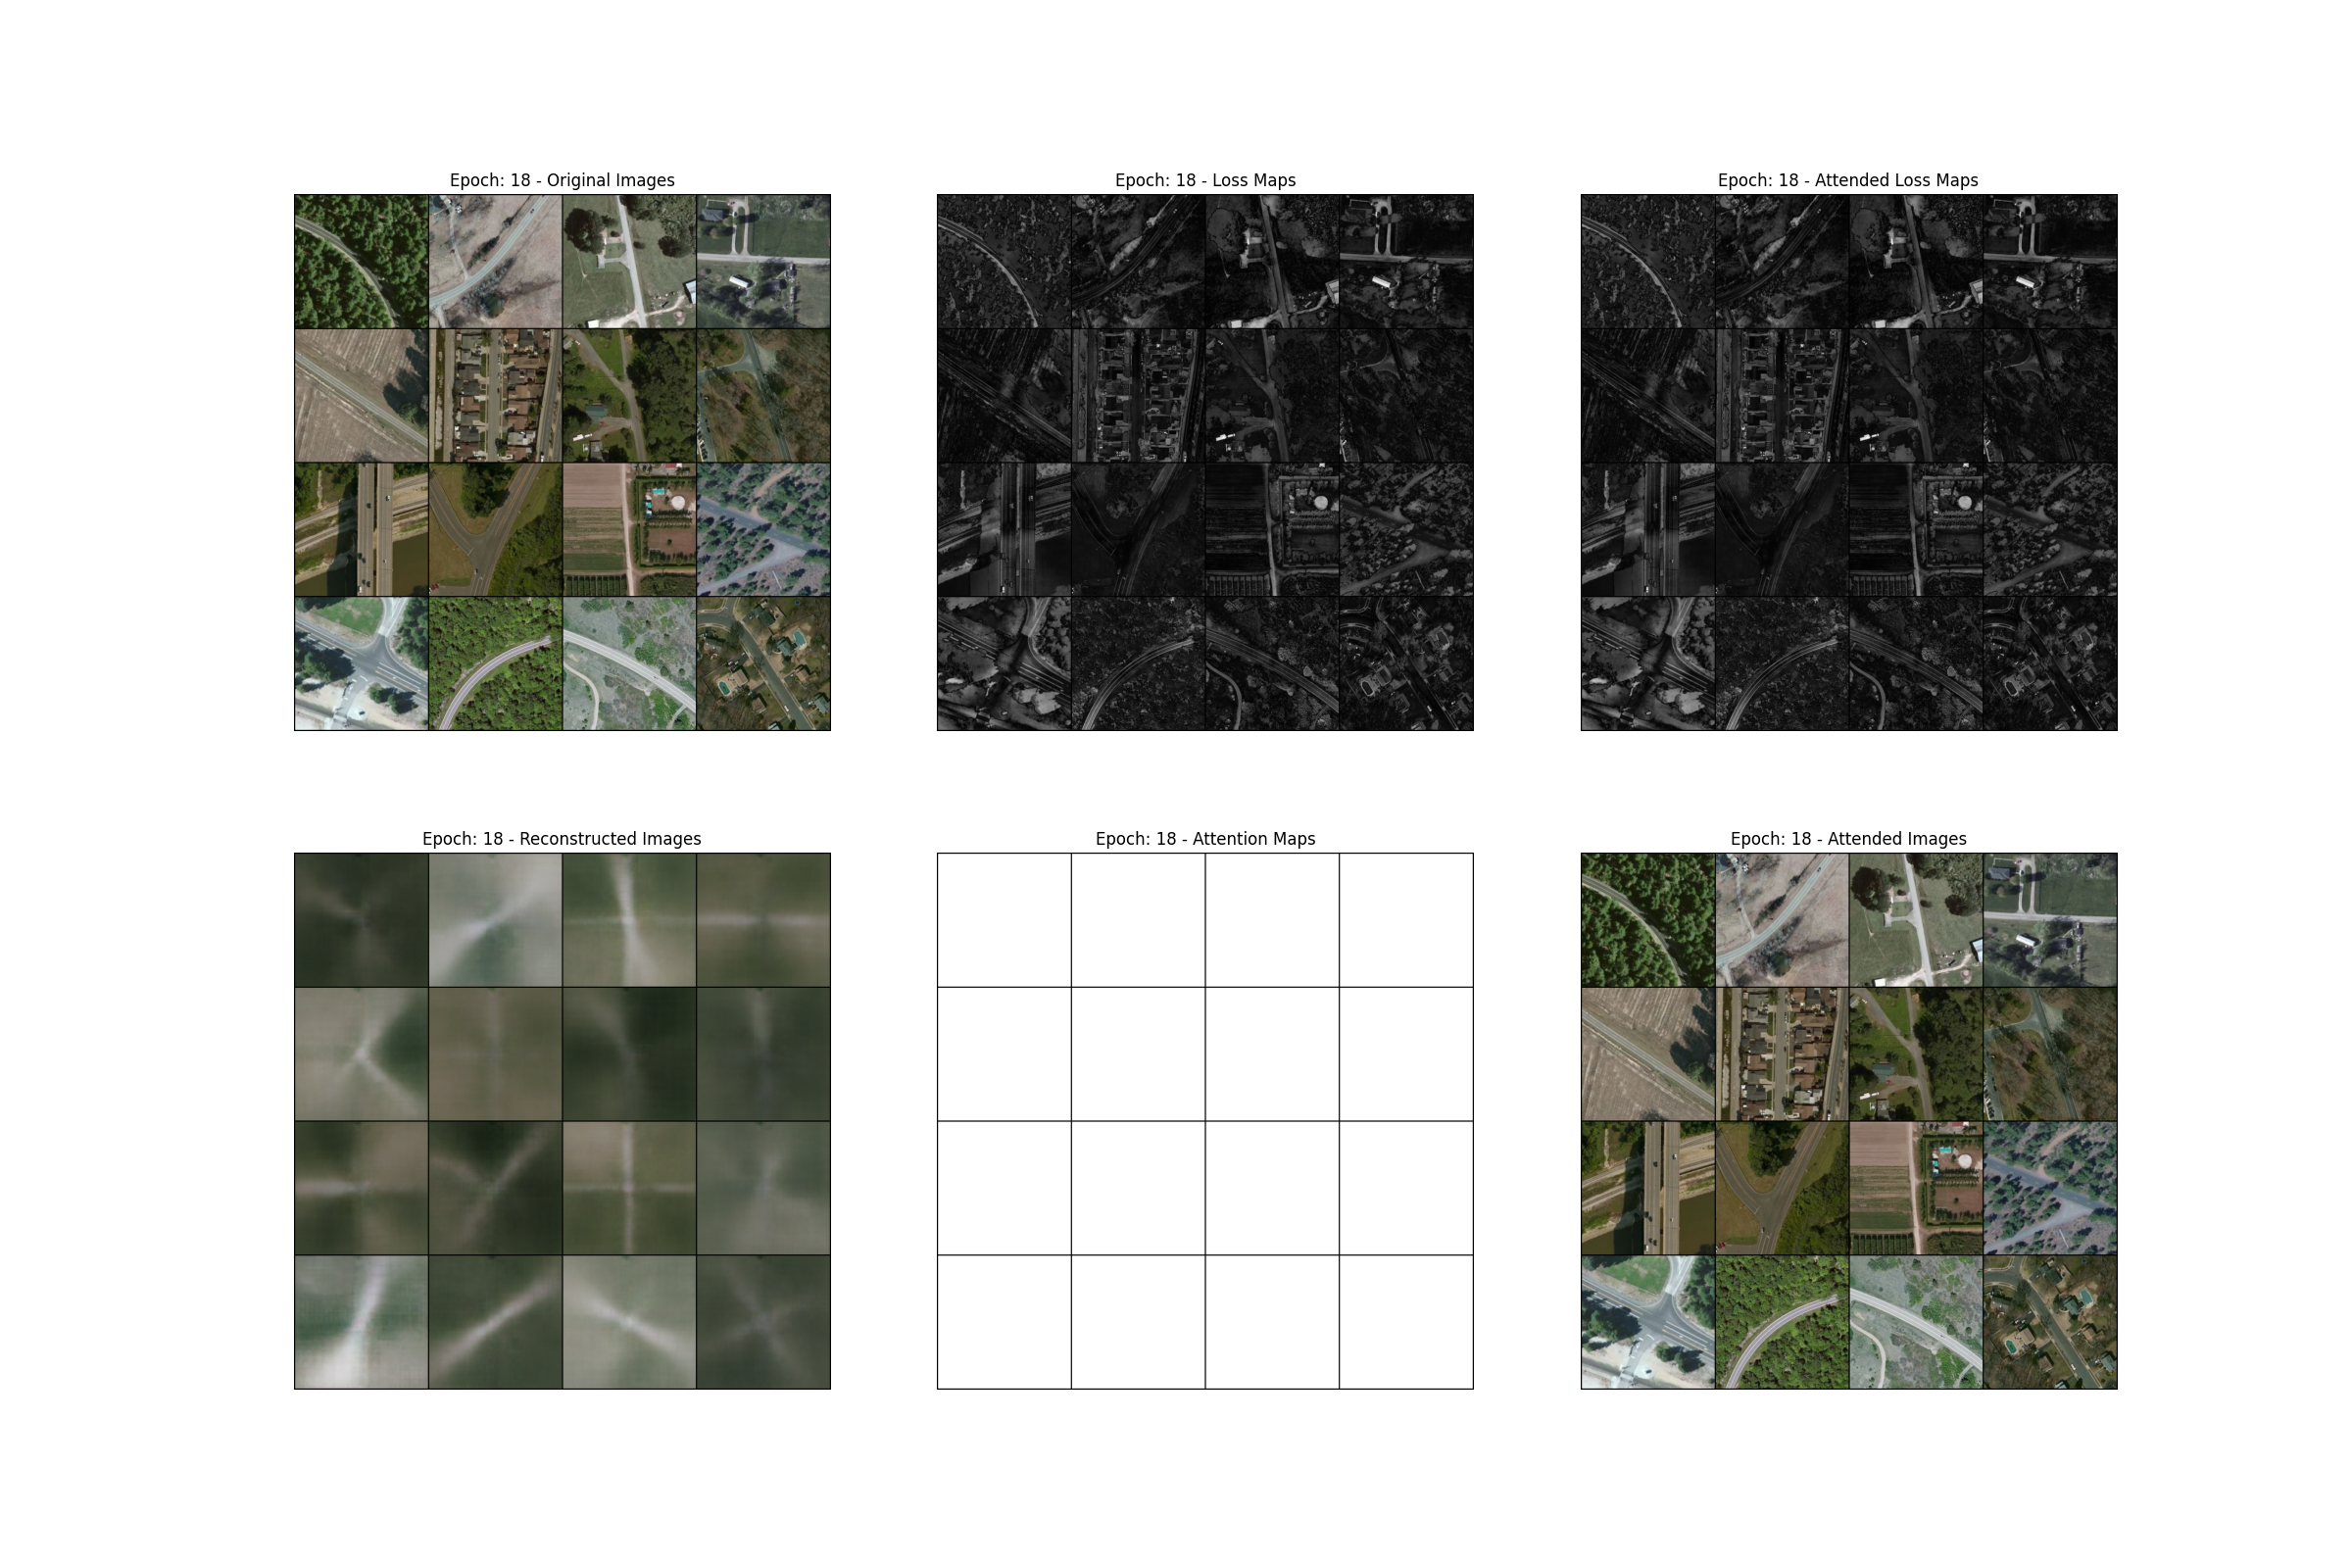 Epoch: 18 - Original Images
Epoch: 18 - Loss Maps
Epoch: 18 - Attended Loss Maps
Epoch: 18 - Reconstructed Images
Epoch: 18 - Attention Maps
Epoch: 18 - Attended Images